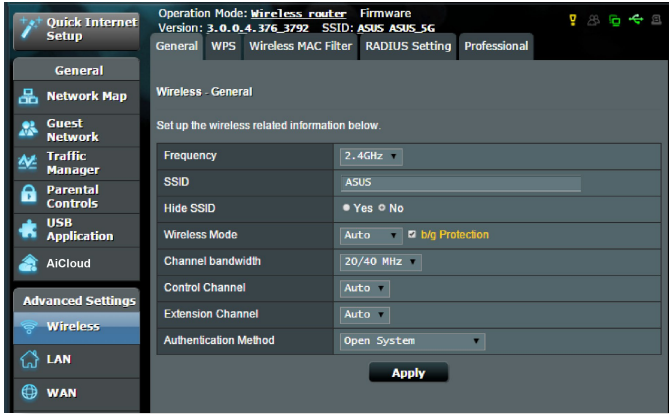 Quick Internet
Setup
General
Network Map
Guest
Network
Traffic
Manager
Parental
Controls
USB
Application
AiCloud
Advanced Settings
Wireless
LAN
WAN
Operation Mode: Wireless router Firmware
Version: 3.0.0.4.376_3792 SSID: ASUS ASUS_5G
General WPS Wireless MAC Filter RADIUS Setting Professional
Wireless - General
Set up the wireless related information below.
Frequency 2.4GHz
SSID ASUS
Hide SSID Yes No
Wireless Mode Auto b/g Protection
Channel bandwidth 20/40 MHz
Control Channel Auto
Extension Channel Auto
Authentication Method Open System
Apply